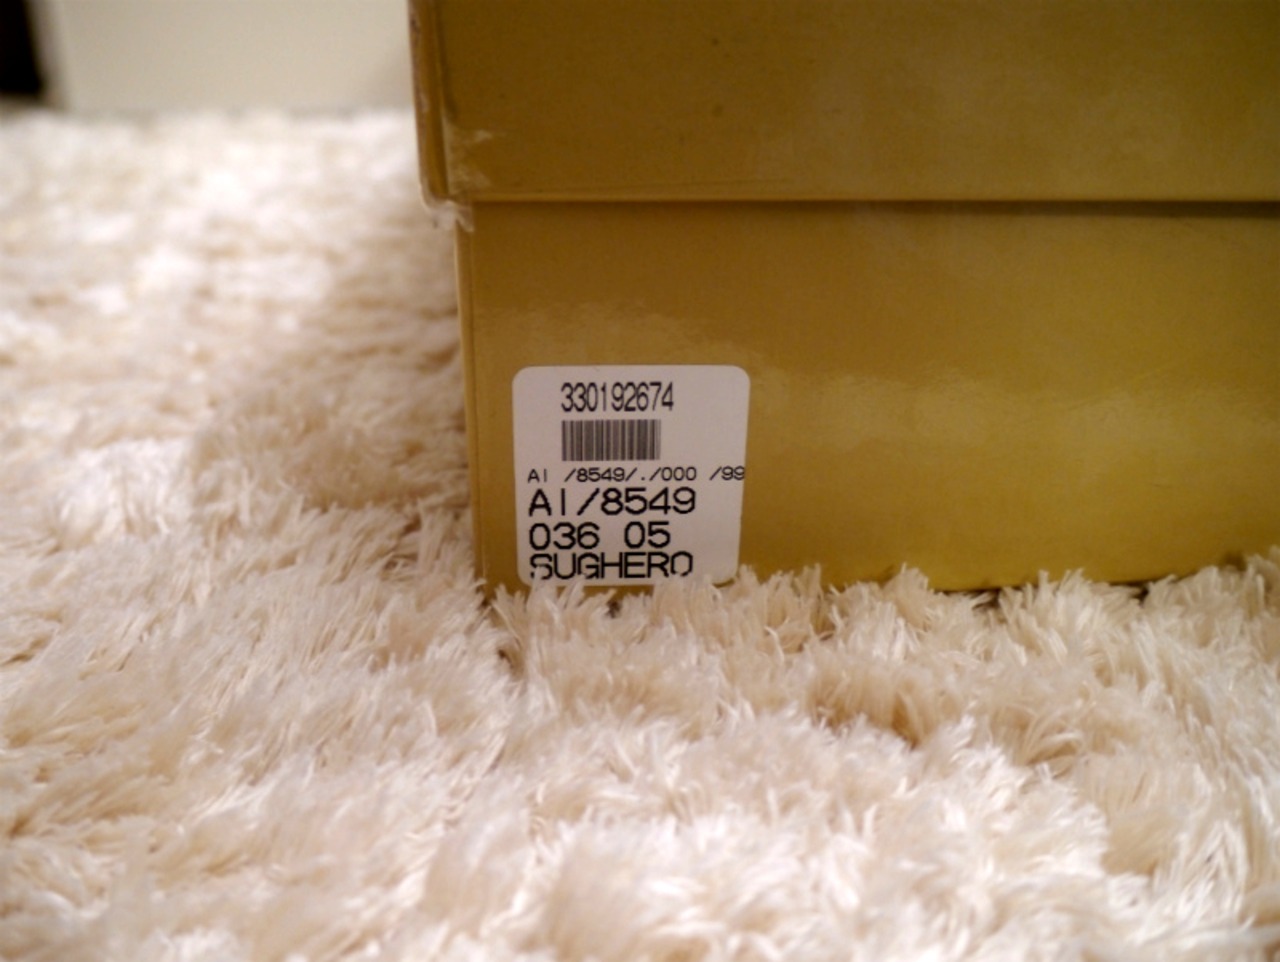 330192674
AI /8549/./000 /99
AI/8549
036 05
SUGHERO